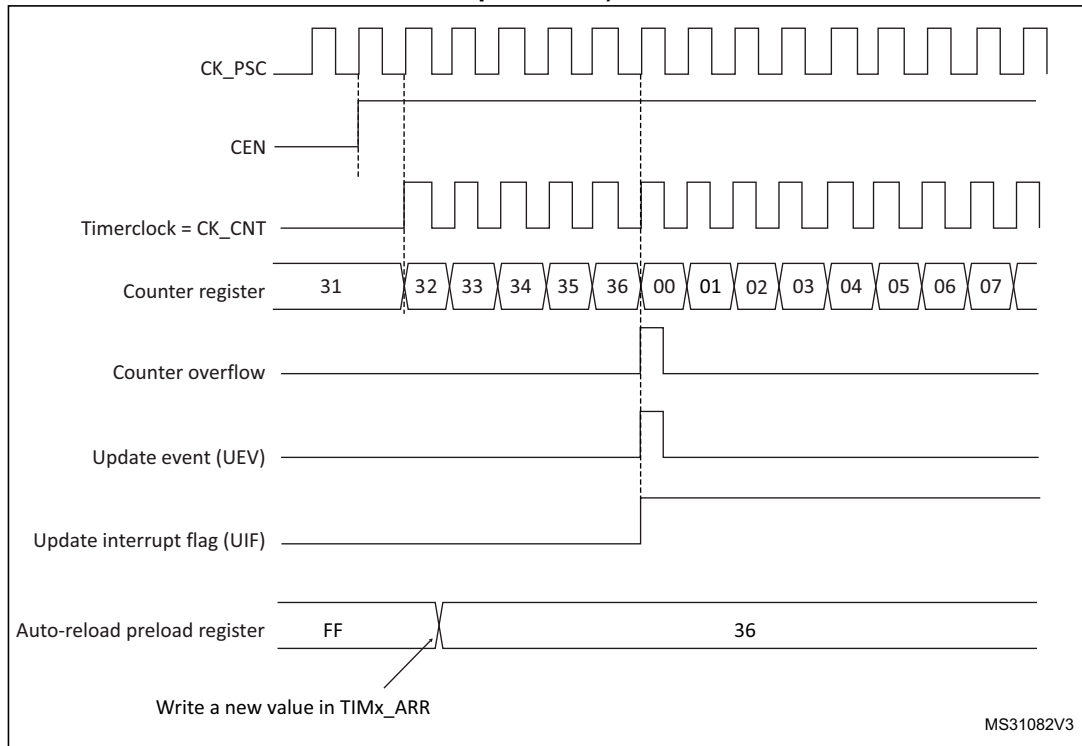 CK_PSC
CEN
Timerclock = CK_CNT
Counter register 31 32 33 34 35 36 00 01 02 03 04 05 06 07
Counter overflow
Update event (UEV)
Update interrupt flag (UIF)
Auto-reload preload register FF 36
Write a new value in TIMx_ARR
MS31082V3